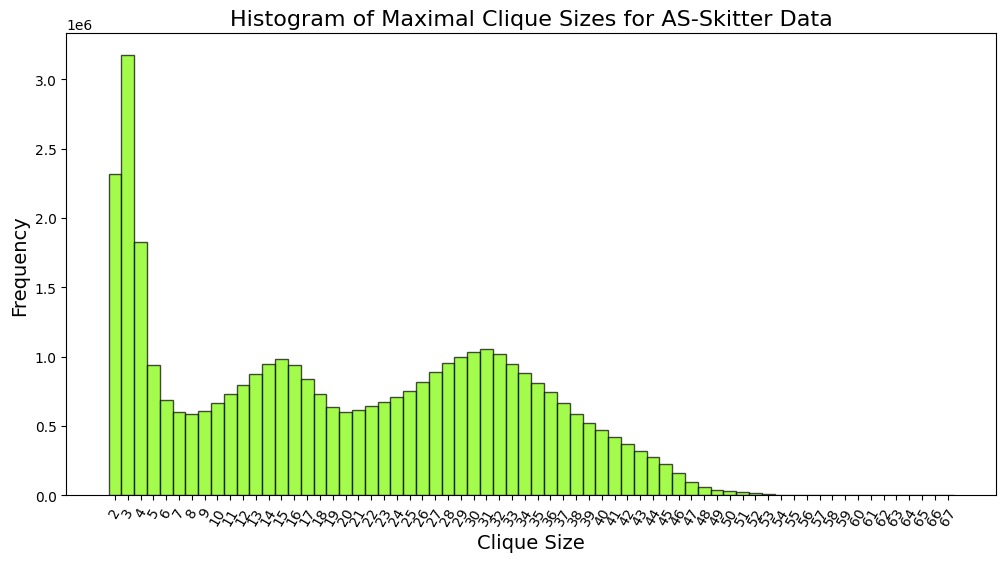 Histogram of Maximal Clique Sizes for AS-Skitter Data
1e6
3.0
2.5
2.0
1.5
1.0
0.5
0.0
Frequency
2 3 4 5 6 7 8 9 10 11 12 13 14 15 16 17 18 19 20 21 22 23 24 25 26 27 28 29 30 31 32 33 34 35 36 37 38 39 40 41 42 43 44 45 46 47 48 49 50 51 52 53 54 55 56 57 58 59 60 61 62 63 64 65 66 67
Clique Size